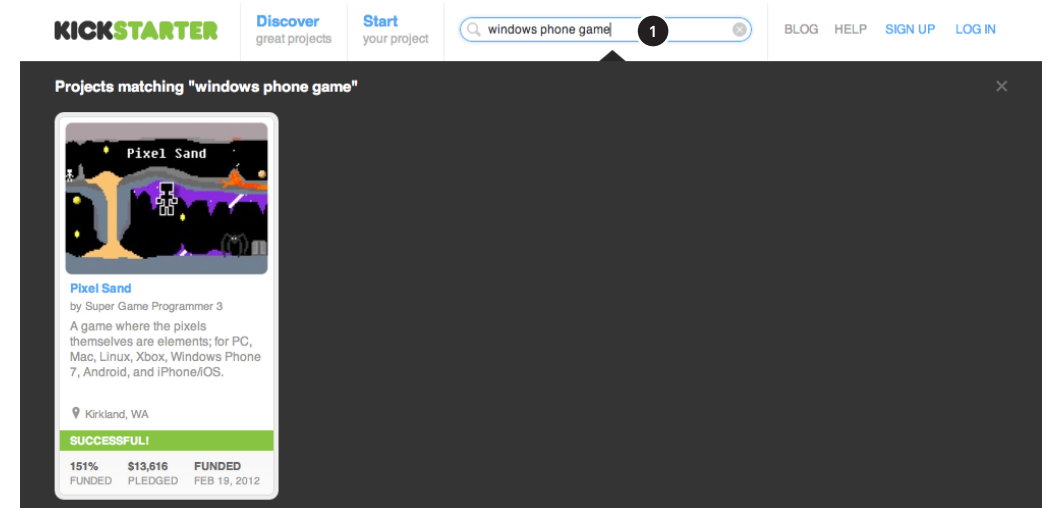 KICKSTARTER
Discover
great projects
Start
your project
windows phone game
1
BLOG HELP SIGN UP LOG IN
Projects matching "windows phone game"
Pixel Sand
Pixel Sand
by Super Game Programmer 3
A game where the pixels
themselves are elements; for PC,
Mac, Linux, Xbox, Windows Phone
7, Android, and iPhone/iOS.
Kirkland, WA
SUCCESSFUL!
151% $13,616 FUNDED
FUNDED PLEDGED FEB 19, 2012